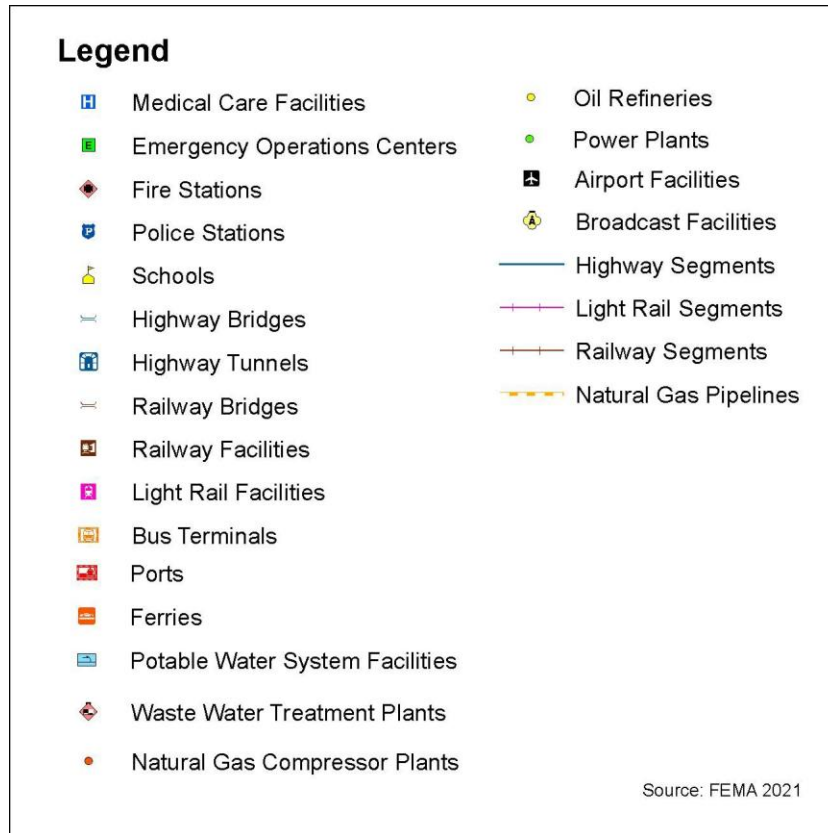 Legend
H Medical Care Facilities
E Emergency Operations Centers
Fire Stations
P Police Stations
Schools
Highway Bridges
Highway Tunnels
Railway Bridges
Railway Facilities
Light Rail Facilities
Bus Terminals
Ports
Ferries
Potable Water System Facilities
Waste Water Treatment Plants
Natural Gas Compressor Plants
Oil Refineries
Power Plants
Airport Facilities
A Broadcast Facilities
Highway Segments
Light Rail Segments
Railway Segments
Natural Gas Pipelines
Source: FEMA 2021